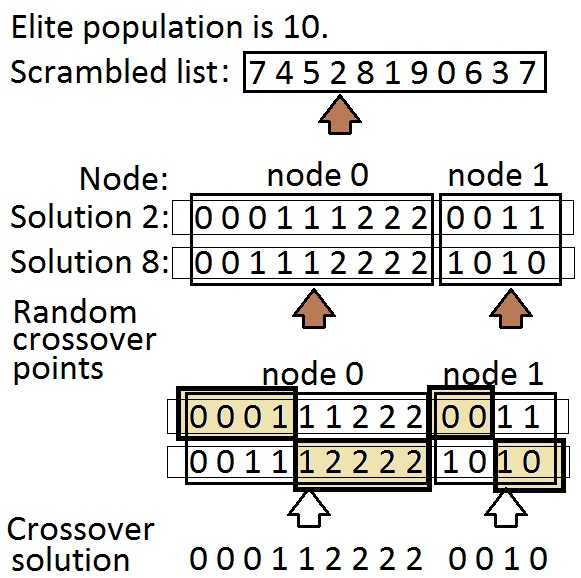 Elite population is 10.
Scrambled list: 7 4 5 2 8 1 9 0 6 3 7
Node: node 0 node 1
Solution 2: 0 0 0 1 1 1 2 2 2 0 0 1 1
Solution 8: 0 0 1 1 1 2 2 2 2 1 0 1 0
Random
crossover
points
node 0 node 1
0 0 0 1 1 1 2 2 2 0 0 1 1
0 0 1 1 1 2 2 2 2 1 0 1 0
Crossover
solution 0 0 0 1 1 2 2 2 2 0 0 1 0